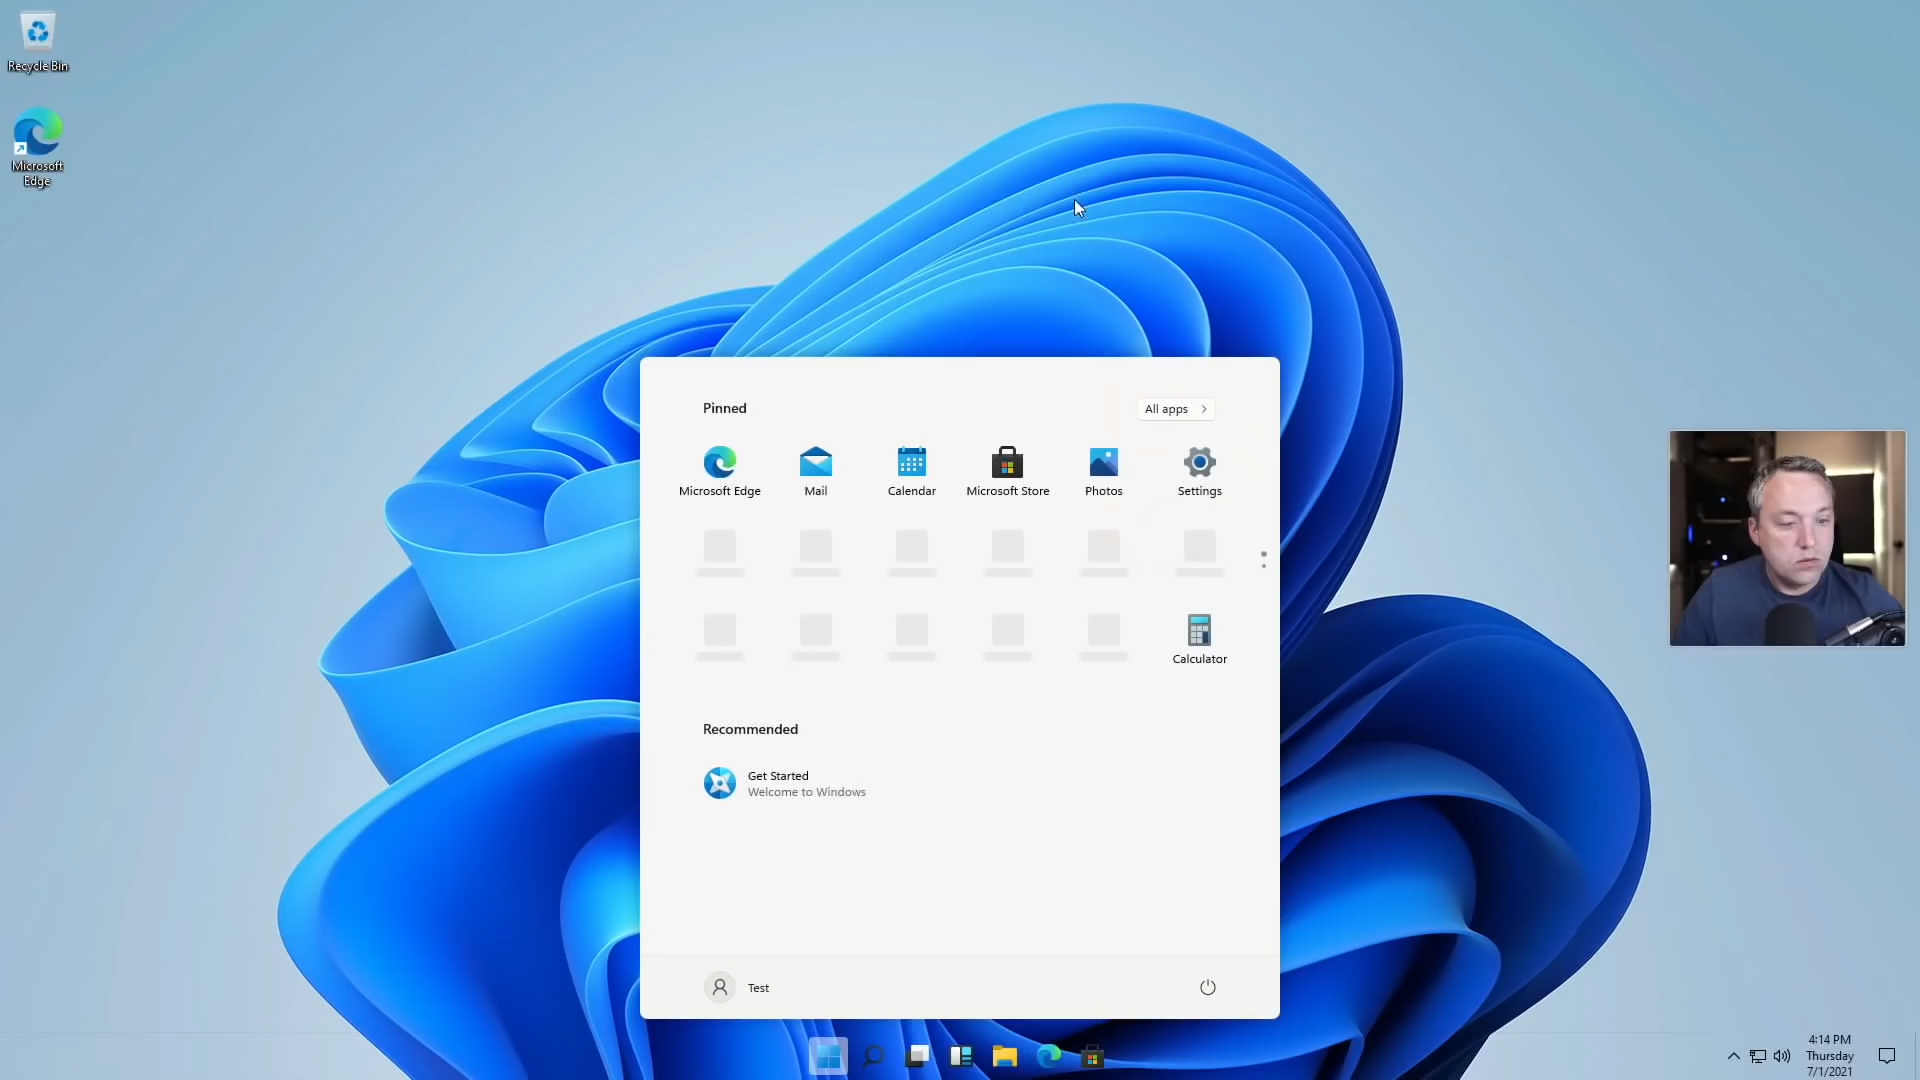 Recycle Bin
Microsoft
Edge
Pinned
All apps
Microsoft Edge
Mail
Calendar
Microsoft Store
Photos
Settings
Calculator
Recommended
Get Started
Welcome to Windows
Test
4:14 PM
Thursday
7/1/2021